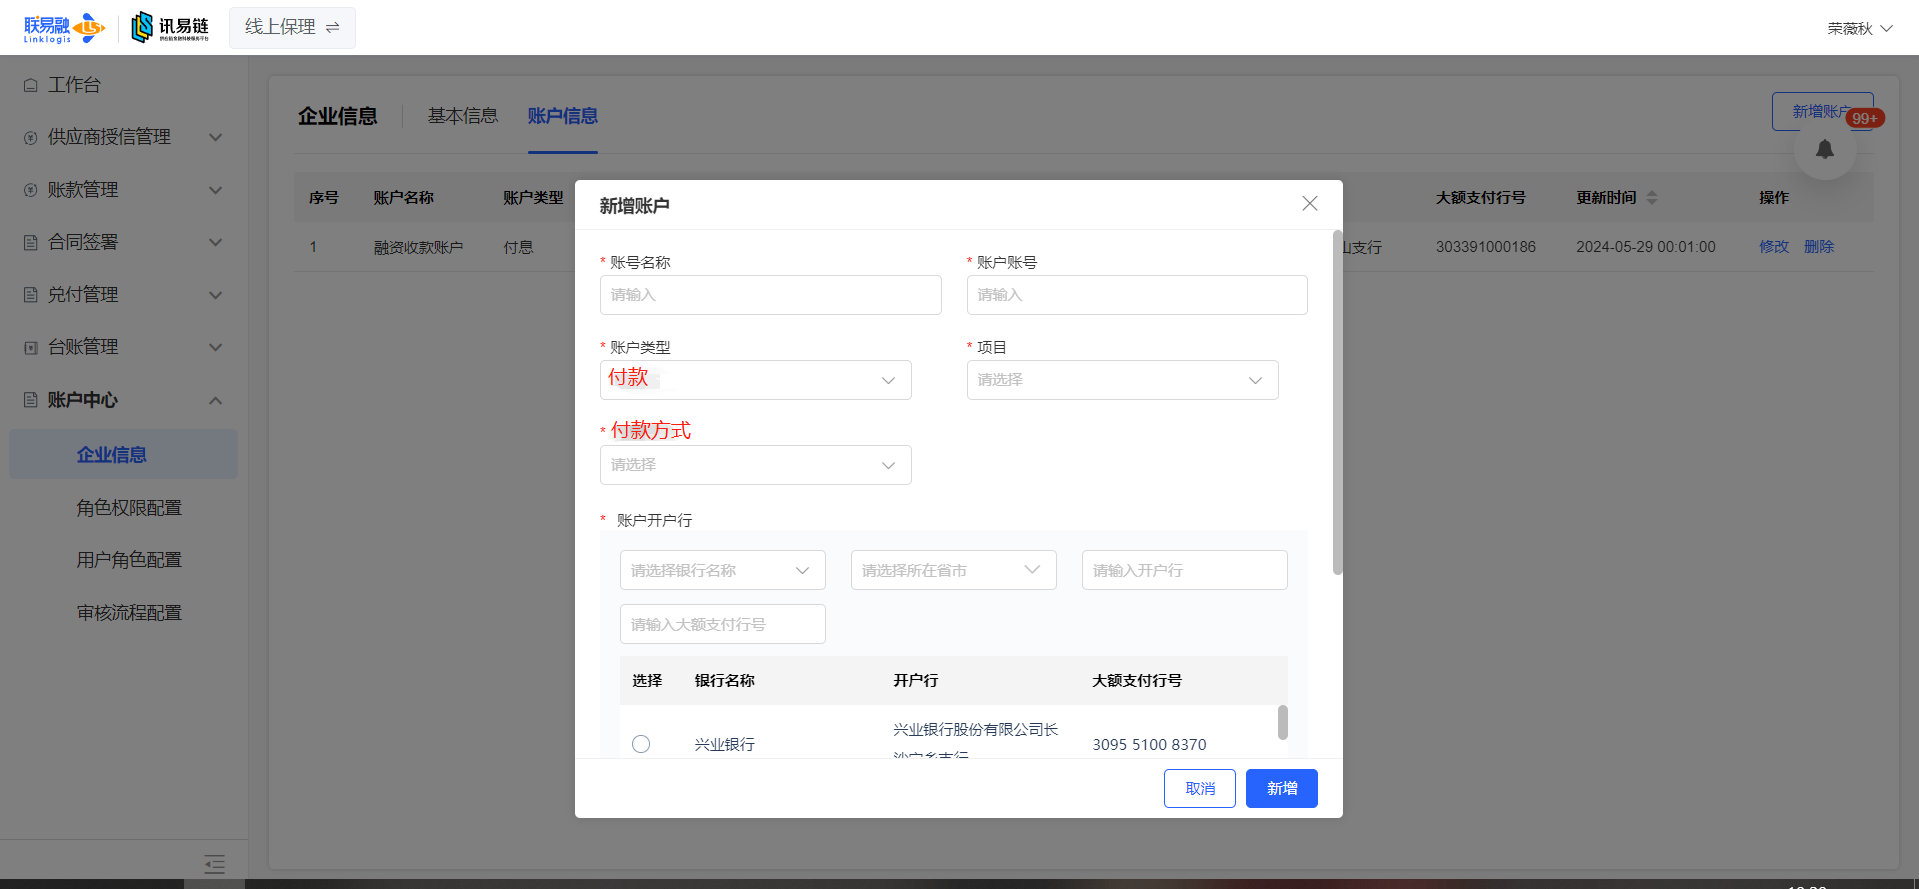 联易融
Linklogis
讯易链
线上保理
荣薇秋
工作台
供应商授信管理
账款管理
合同签署
兑付管理
台账管理
账户中心
企业信息
角色权限配置
用户角色配置
审核流程配置
企业信息 基本信息 账户信息
新增账户
99+
序号 账户名称 账户类型 大额支付行号 更新时间 操作
1 融资收款账户 付息 山支行 303391000186 2024-05-29 00:01:00 修改 删除
新增账户
* 账号名称
请输入
* 账户账号
请输入
* 账户类型
付款
* 项目
请选择
* 付款方式
请选择
* 账户开户行
请选择银行名称 请选择所在省市 请输入开户行
请输入大额支付行号
选择 银行名称 开户行 大额支付行号
兴业银行 兴业银行股份有限公司长 3095 5100 8370
取消 新增